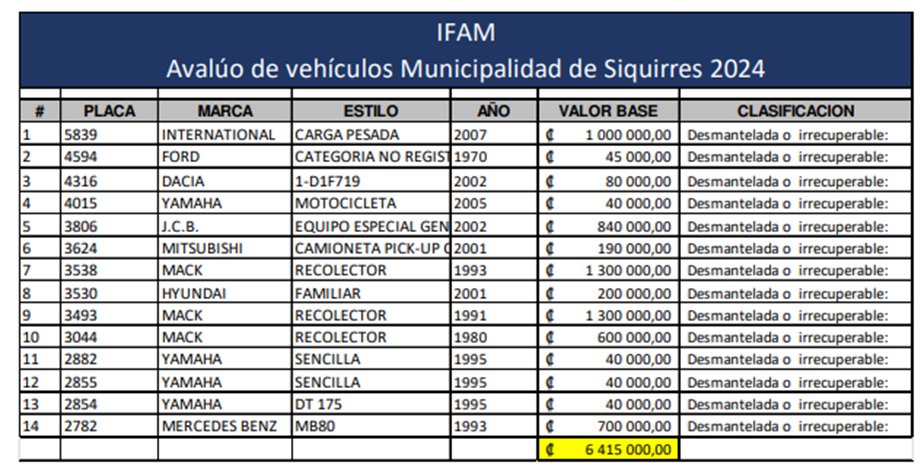 IFAM
Avalúo de vehículos Municipalidad de Siquirres 2024
# PLACA MARCA ESTILO AÑO VALOR BASE CLASIFICACION
1 5839 INTERNATIONAL CARGA PESADA 2007 ₡ 1 000 000,00 Desmantelada o irrecuperable:
2 4594 FORD CATEGORIA NO REGIST 1970 ₡ 45 000,00 Desmantelada o irrecuperable:
3 4316 DACIA 1-D1F719 2002 ₡ 80 000,00 Desmantelada o irrecuperable:
4 4015 YAMAHA MOTOCICLETA 2005 ₡ 40 000,00 Desmantelada o irrecuperable:
5 3806 J.C.B. EQUIPO ESPECIAL GEN 2002 ₡ 840 000,00 Desmantelada o irrecuperable:
6 3624 MITSUBISHI CAMIONETA PICK-UP C 2001 ₡ 190 000,00 Desmantelada o irrecuperable:
7 3538 MACK RECOLECTOR 1993 ₡ 1 300 000,00 Desmantelada o irrecuperable:
8 3530 HYUNDAI FAMILIAR 2001 ₡ 200 000,00 Desmantelada o irrecuperable:
9 3493 MACK RECOLECTOR 1991 ₡ 1 300 000,00 Desmantelada o irrecuperable:
10 3044 MACK RECOLECTOR 1980 ₡ 600 000,00 Desmantelada o irrecuperable:
11 2882 YAMAHA SENCILLA 1995 ₡ 40 000,00 Desmantelada o irrecuperable:
12 2855 YAMAHA SENCILLA 1995 ₡ 40 000,00 Desmantelada o irrecuperable:
13 2854 YAMAHA DT 175 1995 ₡ 40 000,00 Desmantelada o irrecuperable:
14 2782 MERCEDES BENZ MB80 1993 ₡ 700 000,00 Desmantelada o irrecuperable:
₡ 6 415 000,00